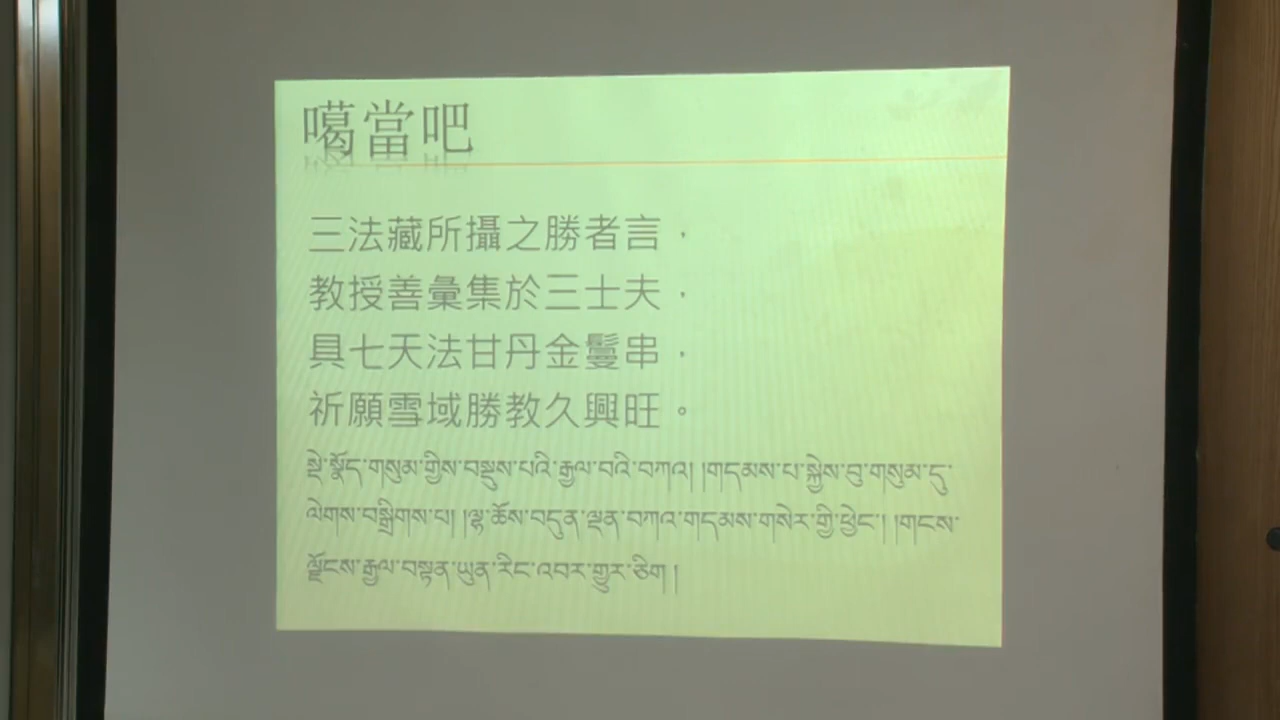 噶當吧
三法藏所攝之勝者言，
教授善彙集於三士夫，
具七天法甘丹金鬘串，
祈願雪域勝教久興旺。
སྡེ་སྣོད་གསུམ་གྱིས་བསྡུས་པའི་རྒྱལ་བའི་བཀའ། །གདམས་པ་སྐྱེས་བུ་གསུམ་དུ་
ལེགས་བསྒྲིགས་པ། །ལྷ་ཆོས་བདུན་ལྡན་བཀའ་གདམས་གསེར་གྱི་ཕྲེང་། །གངས་
ལྗོངས་རྒྱལ་བསྟན་ཡུན་རིང་འབར་གྱུར་ཅིག །